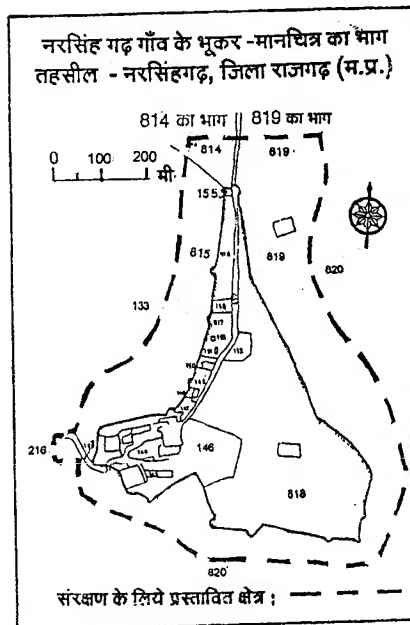 नरसिंह गढ़ गाँव के भूकर -मानचित्र का भाग
तहसील - नरसिंहगढ़, जिला राजगढ़ (म.प्र.)
814 का भाग 819 का भाग
814 819
0 100 200 मी
155
815 819
820
133
216 146
818
820
संरक्षण के लिये प्रस्तावित क्षेत्र :